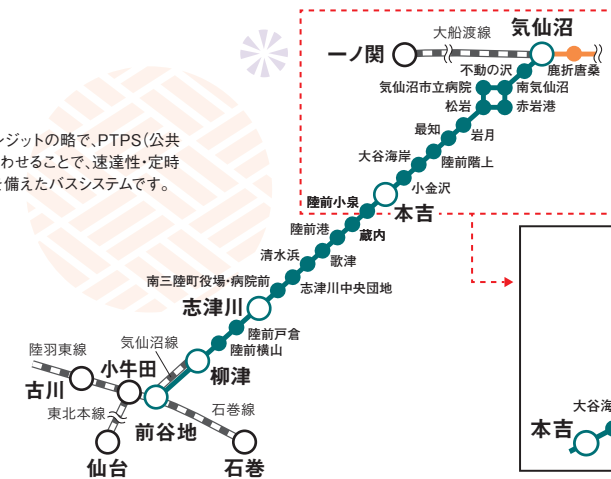 大船渡線
気仙沼
一ノ関
鹿折唐桑
不動の沢
気仙沼市立病院
南気仙沼
松岩
赤岩港
最知
岩月
大谷海岸
陸前階上
小金沢
陸前小泉
本吉
ンジットの略で、PTPS(公共
わせることで、速達性・定時
を備えたバスシステムです。
陸前港
蔵内
清水浜
歌津
南三陸町役場・病院前
志津川中央団地
志津川
陸前戸倉
気仙沼線
陸前横山
陸羽東線
小牛田
柳津
古川
東北本線
石巻線
前谷地
仙台
石巻
大谷海
本吉